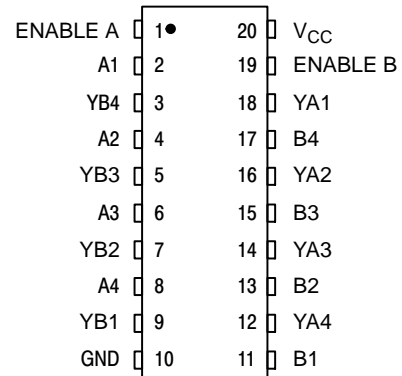 ENABLE A 1 20 VCC
A1 2 19 ENABLE B
YB4 3 18 YA1
A2 4 17 B4
YB3 5 16 YA2
A3 6 15 B3
YB2 7 14 YA3
A4 8 13 B2
YB1 9 12 YA4
GND 10 11 B1